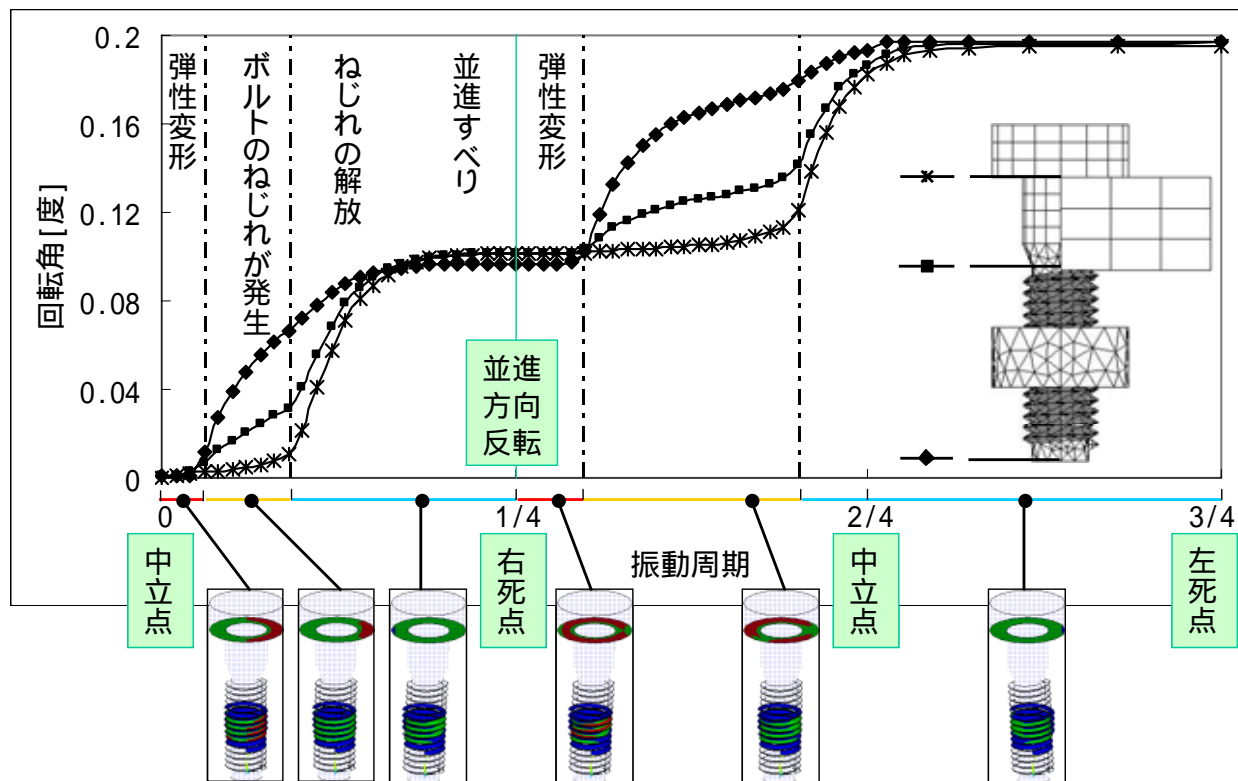 0.2
0.16
0.12
0.08
0.04
0
回転角[度]
弾性変形
ボルトのねじれが発生
ねじれの解放
並進すべり
弾性変形
並進
方向
反転
0
1/4
2/4
3/4
振動周期
中立点
右死点
中立点
左死点